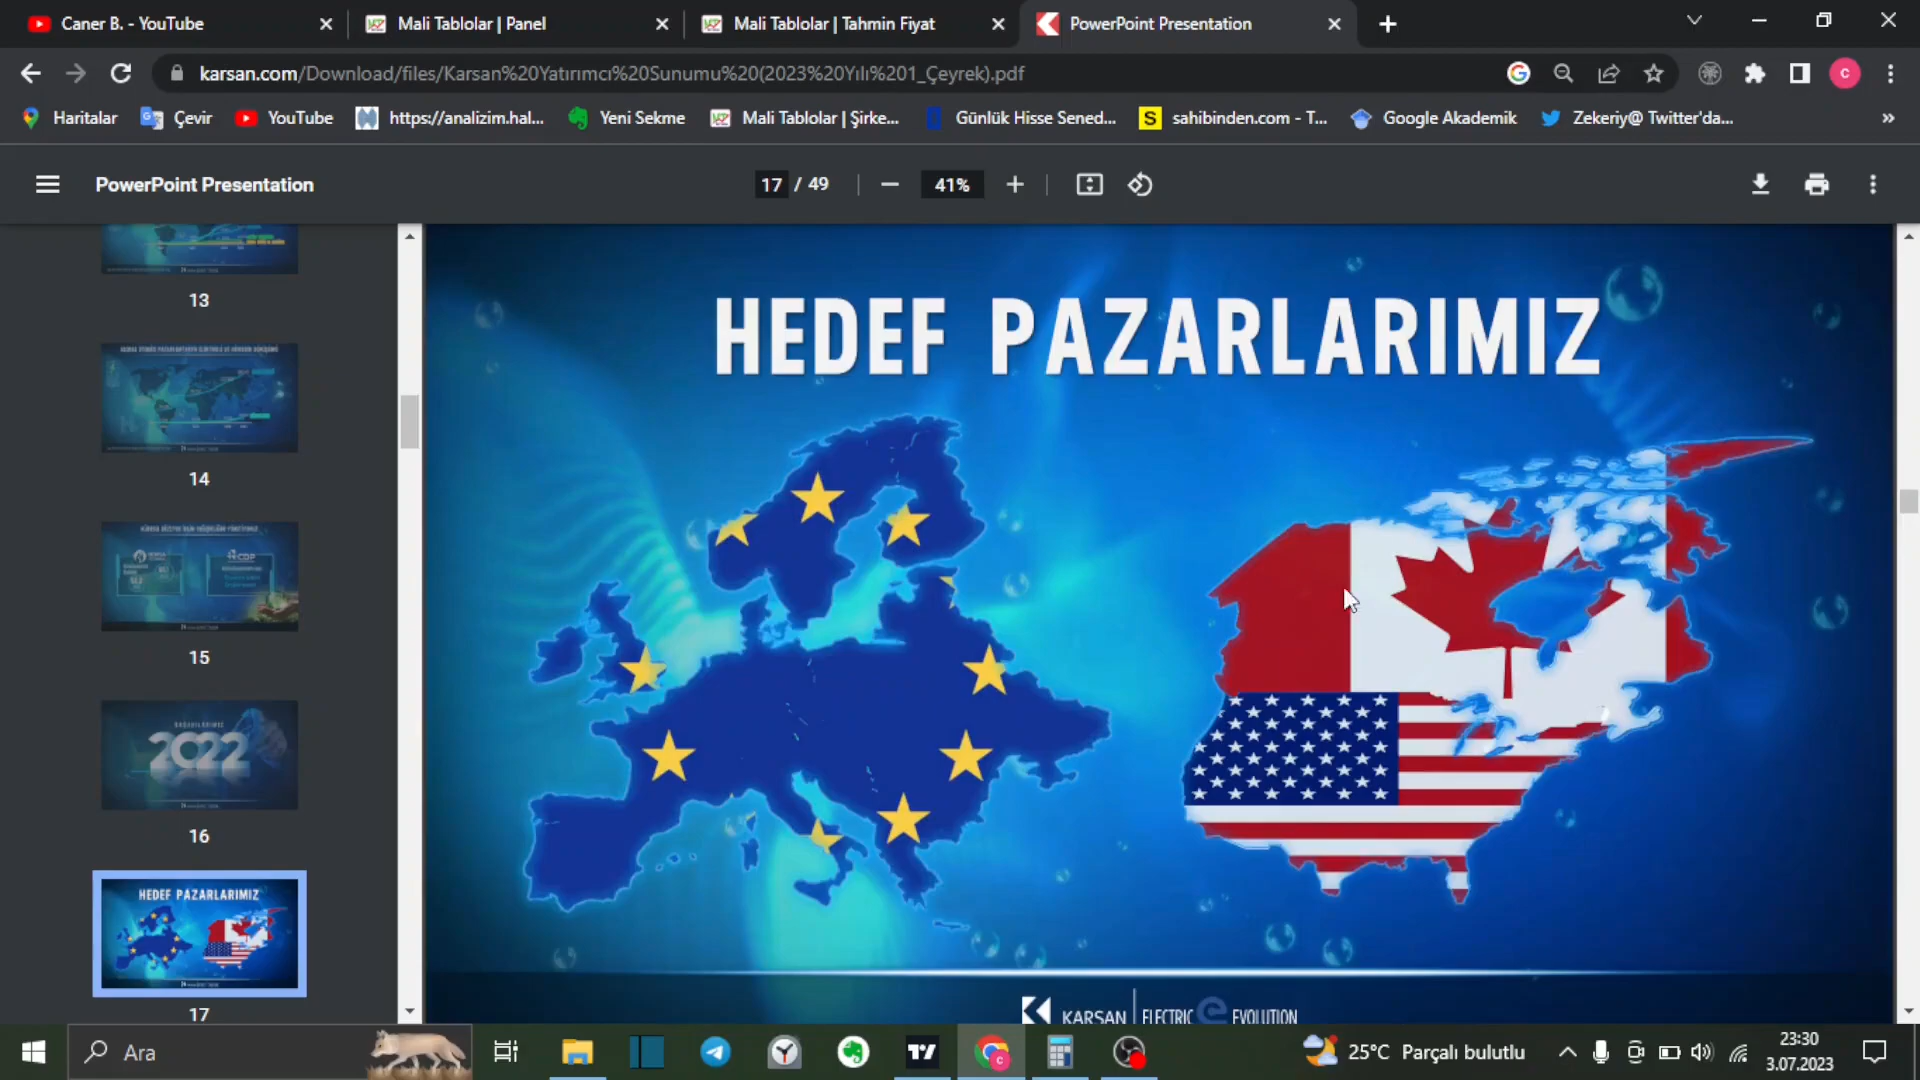 Caner B. - YouTube
Mali Tablolar | Panel
Mali Tablolar | Tahmin Fiyat
PowerPoint Presentation
karsan.com/Download/files/Karsan%20Yatırımcı%20Sunumu%20(2023%20Yılı%201_Çeyrek).pdf
Haritalar
Çevir
YouTube
https://analizim.hal...
Yeni Sekme
Mali Tablolar | Şirke...
Günlük Hisse Sened...
sahibinden.com - T...
Google Akademik
Zekeriy@ Twitter'da...
PowerPoint Presentation
17 / 49
41%
13
14
15
2022
16
HEDEF PAZARLARIMIZ
17
HEDEF PAZARLARIMIZ
KARSAN ELECTRIC e EVOLUTION
Ara
25°C Parçalı bulutlu
23:30
3.07.2023